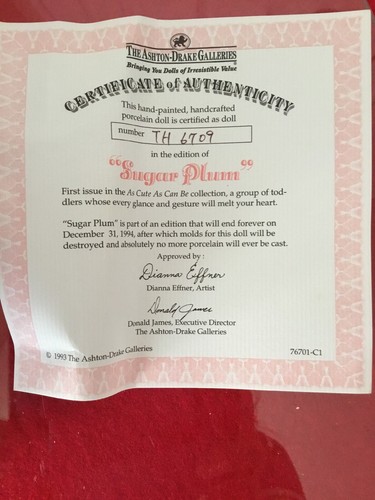 THE ASHTON-DRAKE GALLERIES
Bringing You Dolls of Irresistible Value
CERTIFICATE of AUTHENTICITY
This hand-painted, handcrafted
porcelain doll is certified as doll
number TH 6709
in the edition of
"Sugar Plum"
First issue in the As Cute As Can Be collection, a group of tod-
dlers whose every glance and gesture will melt your heart.
"Sugar Plum" is part of an edition that will end forever on
December 31, 1994, after which molds for this doll will be
destroyed and absolutely no more porcelain will ever be cast.
Approved by:
Dianna Effner
Dianna Effner, Artist
Donald James
Donald James, Executive Director
The Ashton-Drake Galleries
© 1993 The Ashton-Drake Galleries
76701-C1